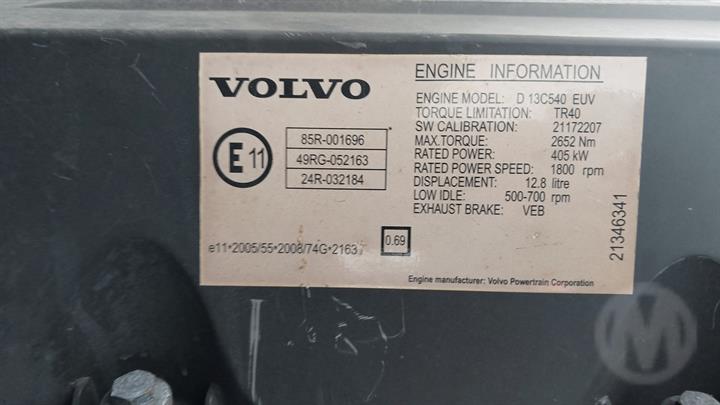 VOLVO
E 11
85R-001696
49RG-052163
24R-032184
e11*2005/55*2008/74G*2163
0.69
ENGINE INFORMATION
ENGINE MODEL: D 13C540 EUV
TORQUE LIMITATION: TR40
SW CALIBRATION: 21172207
MAX.TORQUE: 2652 Nm
RATED POWER: 405 kW
RATED POWER SPEED: 1800 rpm
DISPLACEMENT: 12.8 litre
LOW IDLE: 500-700 rpm
EXHAUST BRAKE: VEB
21346341
Engine manufacturer: Volvo Powertrain Corporation
M